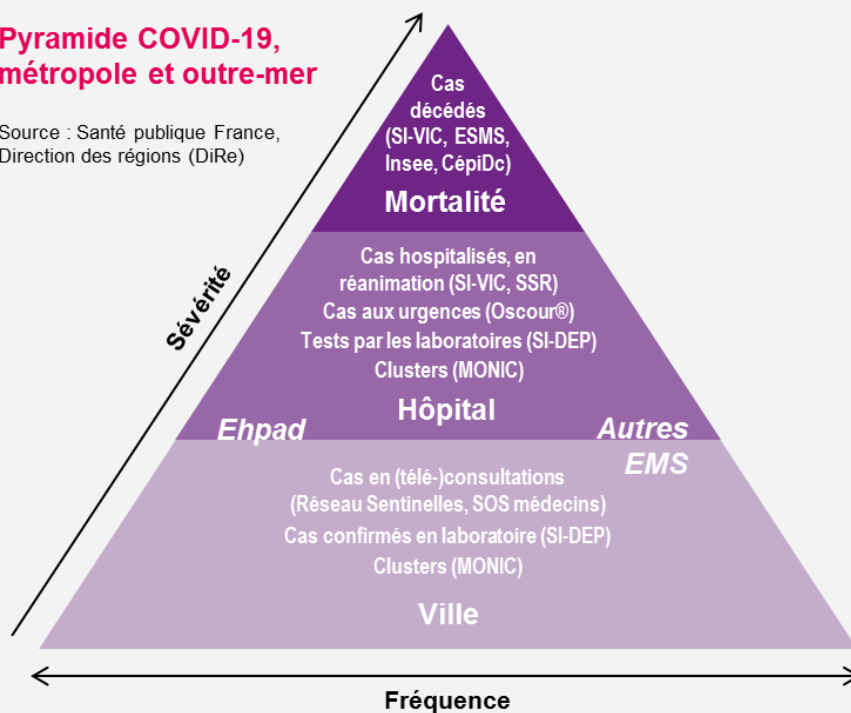 Pyramide COVID-19,
métropole et outre-mer
Source : Santé publique France,
Direction des régions (DiRe)
Sévérité
Cas
décédés
(SI-VIC, ESMS,
Insee, CépiDc)
Mortalité
Cas hospitalisés, en
réanimation (SI-VIC, SSR)
Cas aux urgences (Oscour®)
Tests par les laboratoires (SI-DEP)
Clusters (MONIC)
Hôpital
Ehpad
Autres
EMS
Cas en (télé-)consultations
(Réseau Sentinelles, SOS médecins)
Cas confirmés en laboratoire (SI-DEP)
Clusters (MONIC)
Ville
Fréquence